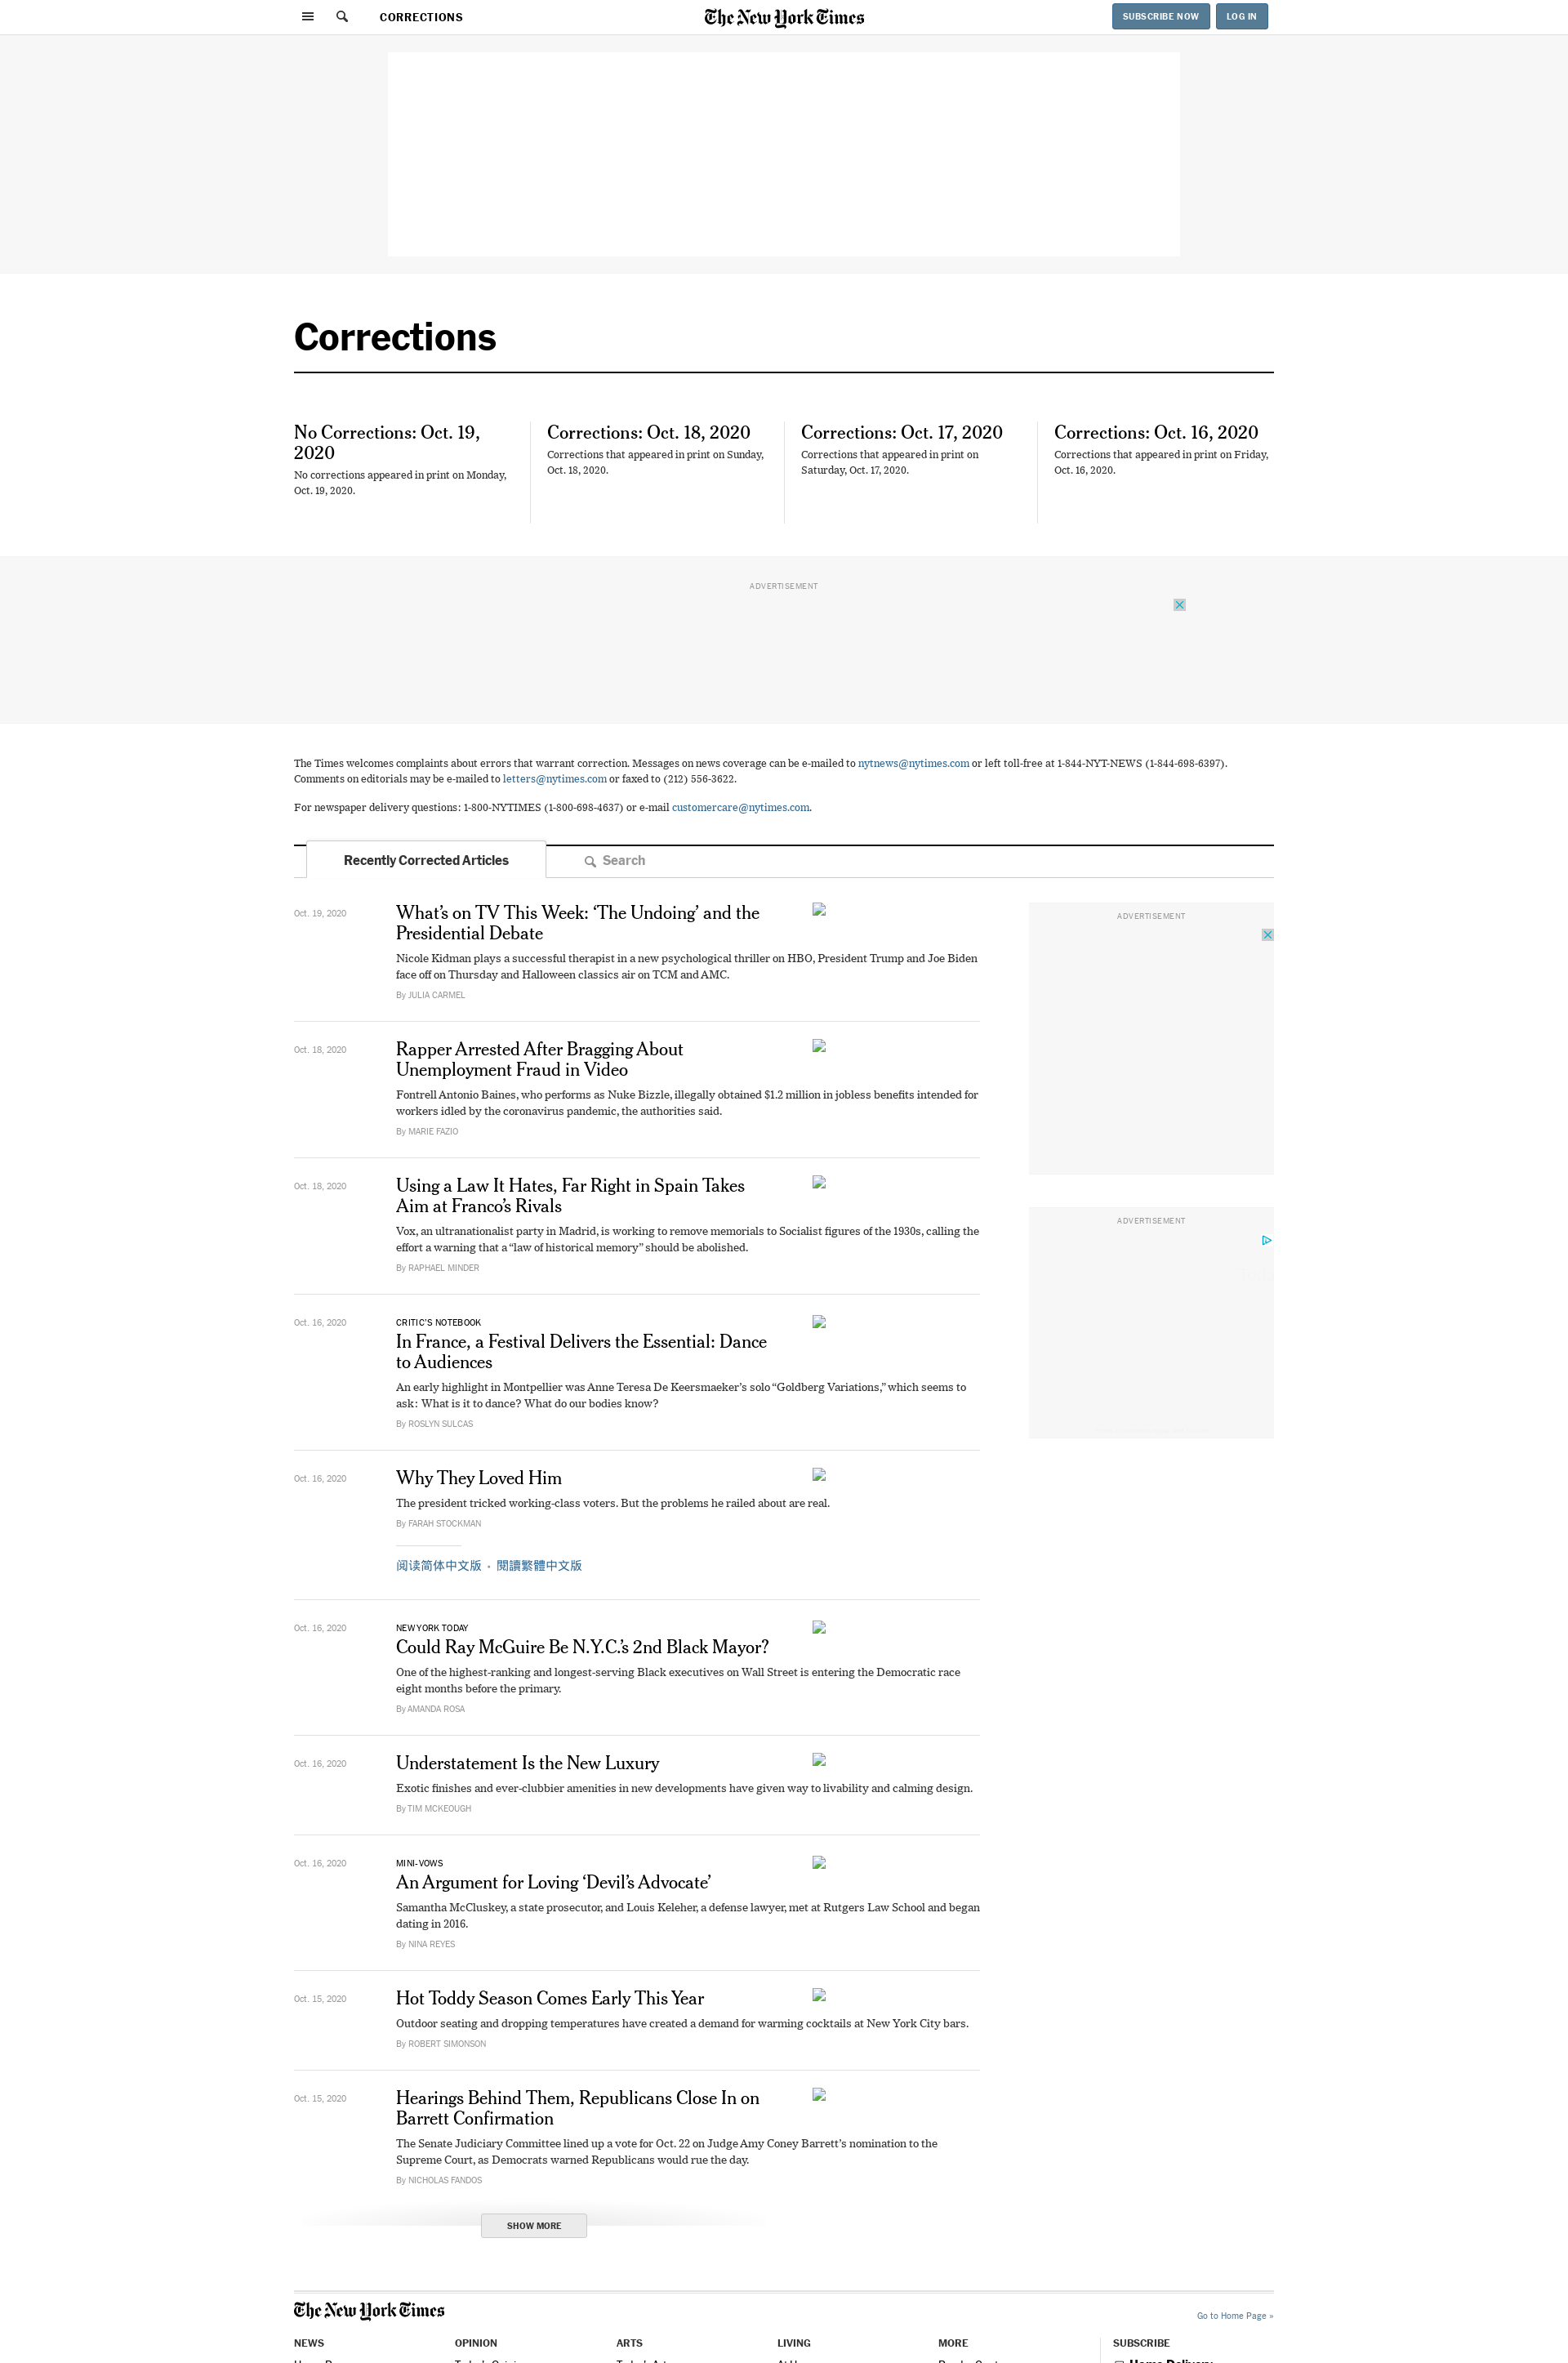 CORRECTIONS
The New York Times
SUBSCRIBE NOW
LOG IN
Corrections
No Corrections: Oct. 19,
2020
No corrections appeared in print on Monday,
Oct. 19, 2020.
Corrections: Oct. 18, 2020
Corrections that appeared in print on Sunday,
Oct. 18, 2020.
Corrections: Oct. 17, 2020
Corrections that appeared in print on
Saturday, Oct. 17, 2020.
Corrections: Oct. 16, 2020
Corrections that appeared in print on Friday,
Oct. 16, 2020.
ADVERTISEMENT
The Times welcomes complaints about errors that warrant correction. Messages on news coverage can be e-mailed to nytnews@nytimes.com or left toll-free at 1-844-NYT-NEWS (1-844-698-6397).
Comments on editorials may be e-mailed to letters@nytimes.com or faxed to (212) 556-3622.
For newspaper delivery questions: 1-800-NYTIMES (1-800-698-4637) or e-mail customercare@nytimes.com.
Recently Corrected Articles
Search
Oct. 19, 2020
What's on TV This Week: ‘The Undoing’ and the
Presidential Debate
Nicole Kidman plays a successful therapist in a new psychological thriller on HBO, President Trump and Joe Biden
face off on Thursday and Halloween classics air on TCM and AMC.
By JULIA CARMEL
ADVERTISEMENT
Oct. 18, 2020
Rapper Arrested After Bragging About
Unemployment Fraud in Video
Fontrell Antonio Baines, who performs as Nuke Bizzle, illegally obtained $1.2 million in jobless benefits intended for
workers idled by the coronavirus pandemic, the authorities said.
By MARIE FAZIO
Oct. 18, 2020
Using a Law It Hates, Far Right in Spain Takes
Aim at Franco’s Rivals
Vox, an ultranationalist party in Madrid, is working to remove memorials to Socialist figures of the 1930s, calling the
effort a warning that a “law of historical memory” should be abolished.
By RAPHAEL MINDER
ADVERTISEMENT
Oct. 16, 2020
CRITIC’S NOTEBOOK
In France, a Festival Delivers the Essential: Dance
to Audiences
An early highlight in Montpellier was Anne Teresa De Keersmaeker’s solo “Goldberg Variations,” which seems to
ask: What is it to dance? What do our bodies know?
By ROSLYN SULCAS
Oct. 16, 2020
Why They Loved Him
The president tricked working-class voters. But the problems he railed about are real.
By FARAH STOCKMAN
阅读简体中文版 • 閱讀繁體中文版
Oct. 16, 2020
NEW YORK TODAY
Could Ray McGuire Be N.Y.C.’s 2nd Black Mayor?
One of the highest-ranking and longest-serving Black executives on Wall Street is entering the Democratic race
eight months before the primary.
By AMANDA ROSA
Oct. 16, 2020
Understatement Is the New Luxury
Exotic finishes and ever-clubbier amenities in new developments have given way to livability and calming design.
By TIM MCKEOUGH
Oct. 16, 2020
MINI-VOWS
An Argument for Loving ‘Devil’s Advocate’
Samantha McCluskey, a state prosecutor, and Louis Keleher, a defense lawyer, met at Rutgers Law School and began
dating in 2016.
By NINA REYES
Oct. 15, 2020
Hot Toddy Season Comes Early This Year
Outdoor seating and dropping temperatures have created a demand for warming cocktails at New York City bars.
By ROBERT SIMONSON
Oct. 15, 2020
Hearings Behind Them, Republicans Close In on
Barrett Confirmation
The Senate Judiciary Committee lined up a vote for Oct. 22 on Judge Amy Coney Barrett’s nomination to the
Supreme Court, as Democrats warned Republicans would rue the day.
By NICHOLAS FANDOS
SHOW MORE
The New York Times
Go to Home Page »
NEWS
OPINION
ARTS
LIVING
MORE
SUBSCRIBE